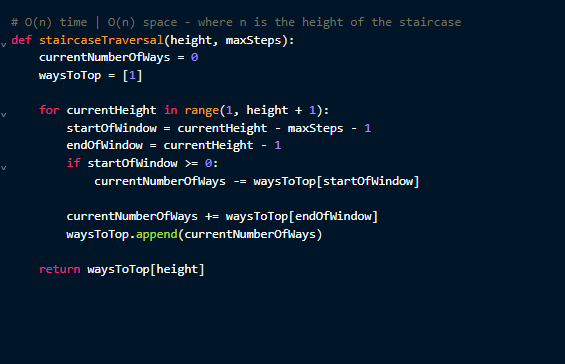 # O(n) time | O(n) space - where n is the height of the staircase
def staircaseTraversal(height, maxSteps):
    currentNumberOfWays = 0
    waysToTop = [1]

    for currentHeight in range(1, height + 1):
        startOfWindow = currentHeight - maxSteps - 1
        endOfWindow = currentHeight - 1
        if startOfWindow >= 0:
            currentNumberOfWays -= waysToTop[startOfWindow]

        currentNumberOfWays += waysToTop[endOfWindow]
        waysToTop.append(currentNumberOfWays)

    return waysToTop[height]